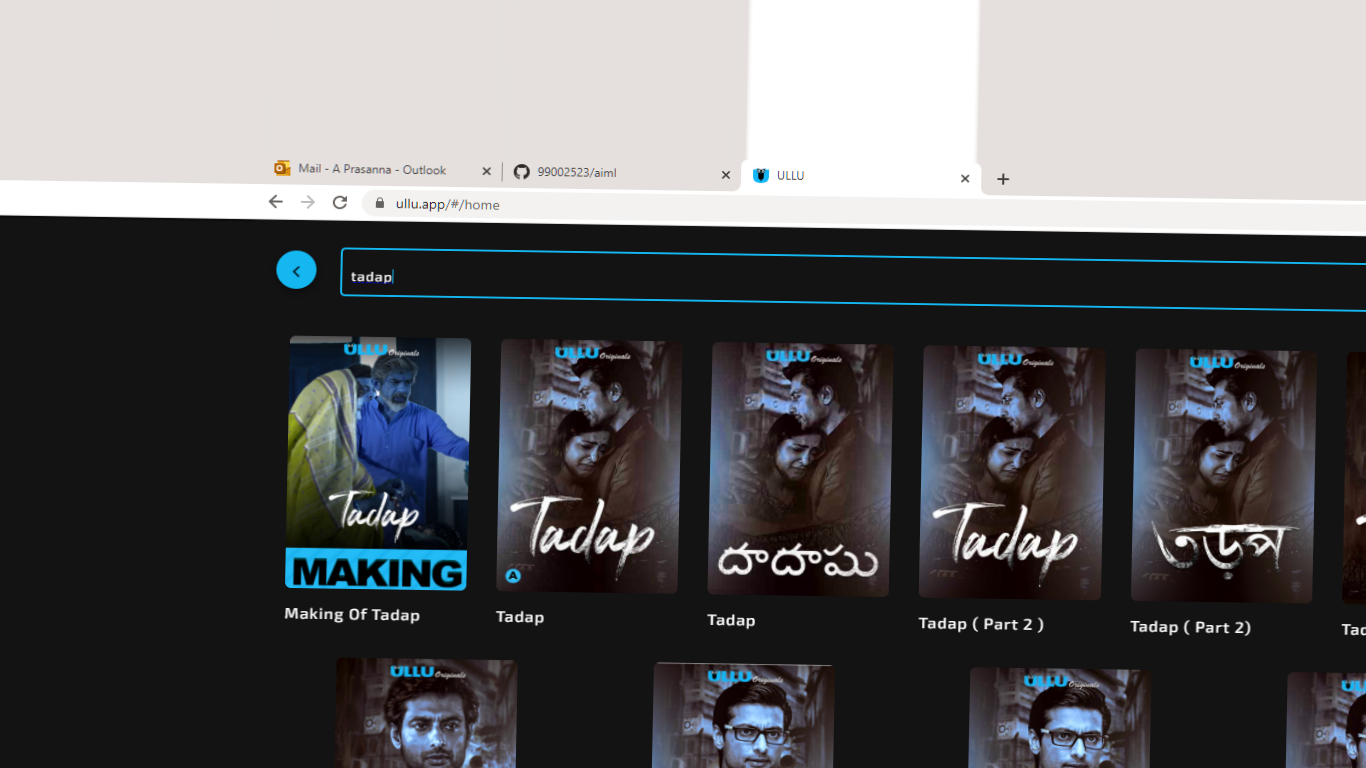 Mail - A Prasanna - Outlook
99002523/aiml
ULLU
ullu.app/#/home
tadap
ULLU Originals
Tadap
MAKING
Making Of Tadap
ULLU Originals
Tadap
A
Tadap
ULLU Originals
దాదాపు
Tadap
ULLU Originals
Tadap
Tadap ( Part 2 )
ULLU Originals
তড়প
Tadap ( Part 2)
ULLU Originals
ULLU Originals
ULLU Originals